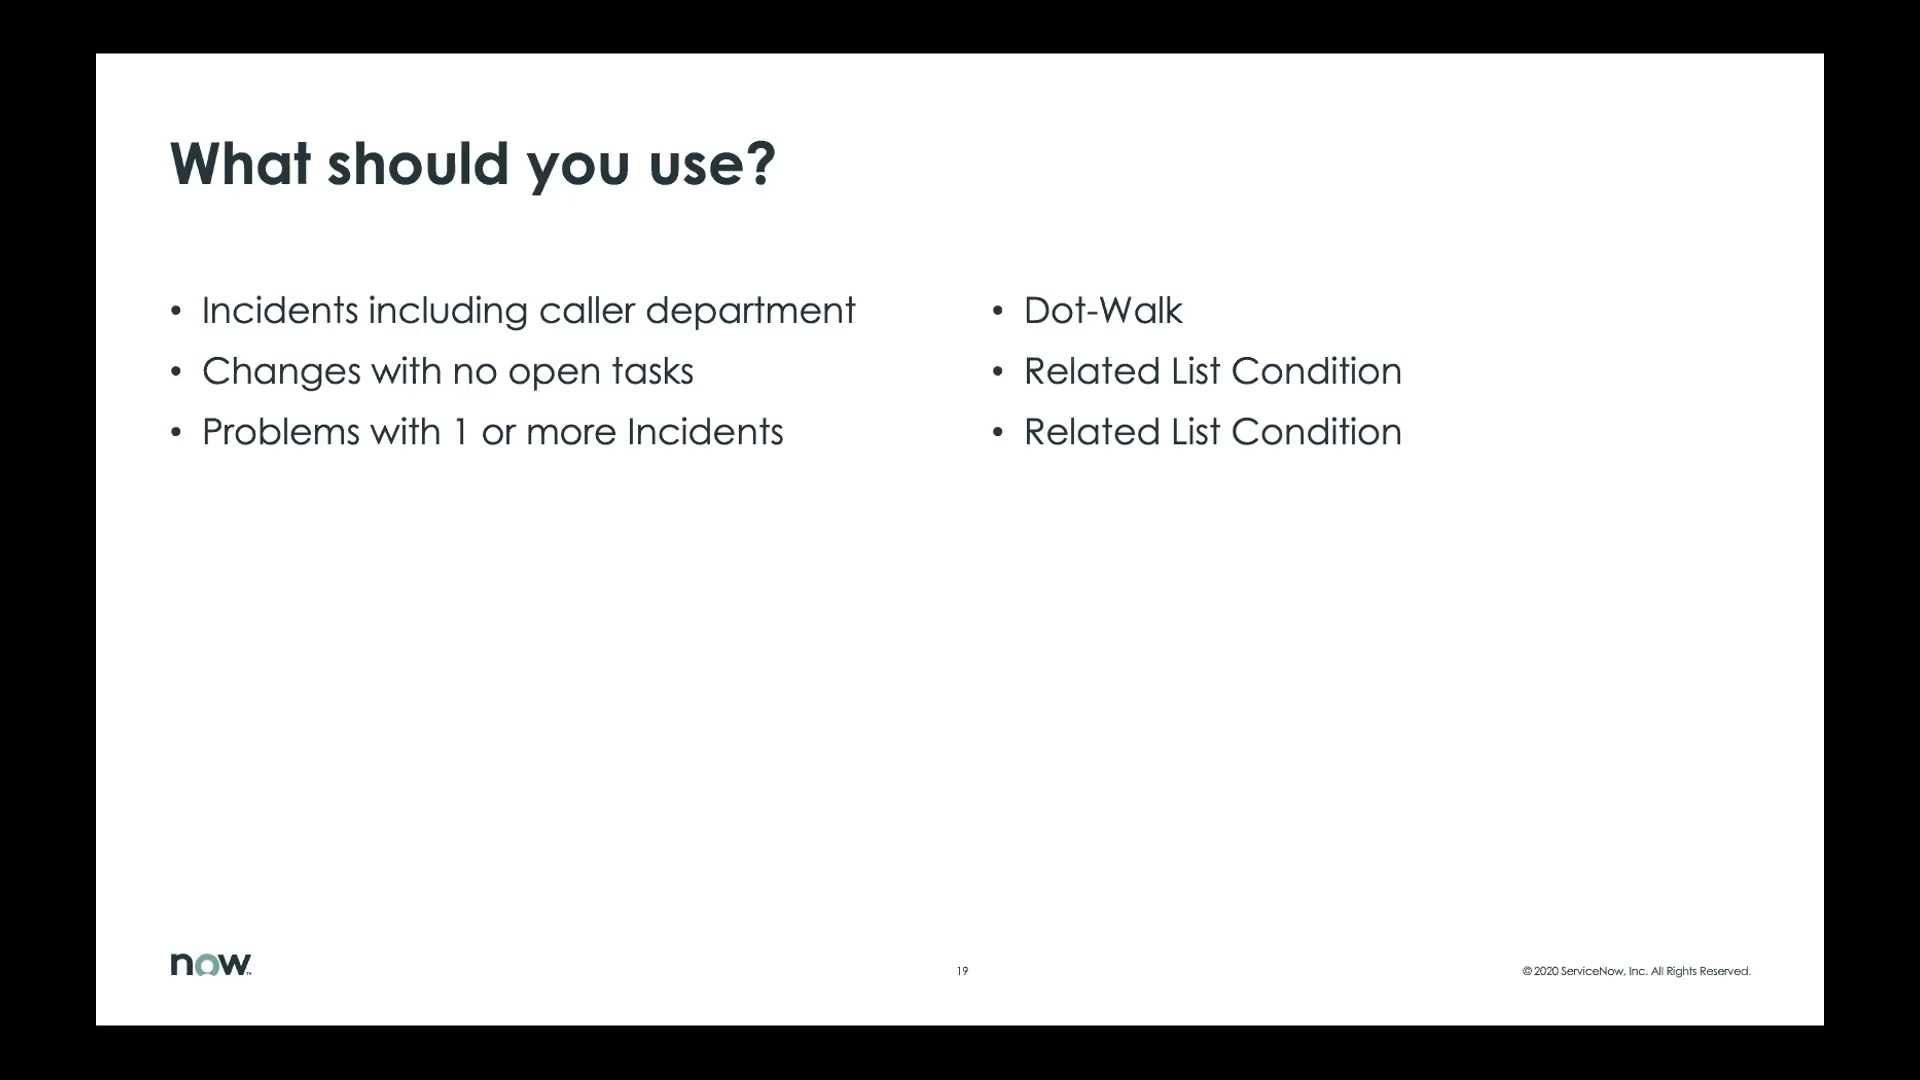 What should you use?
• Incidents including caller department
• Changes with no open tasks
• Problems with 1 or more Incidents
• Dot-Walk
• Related List Condition
• Related List Condition
now
19
© 2020 ServiceNow, Inc. All Rights Reserved.